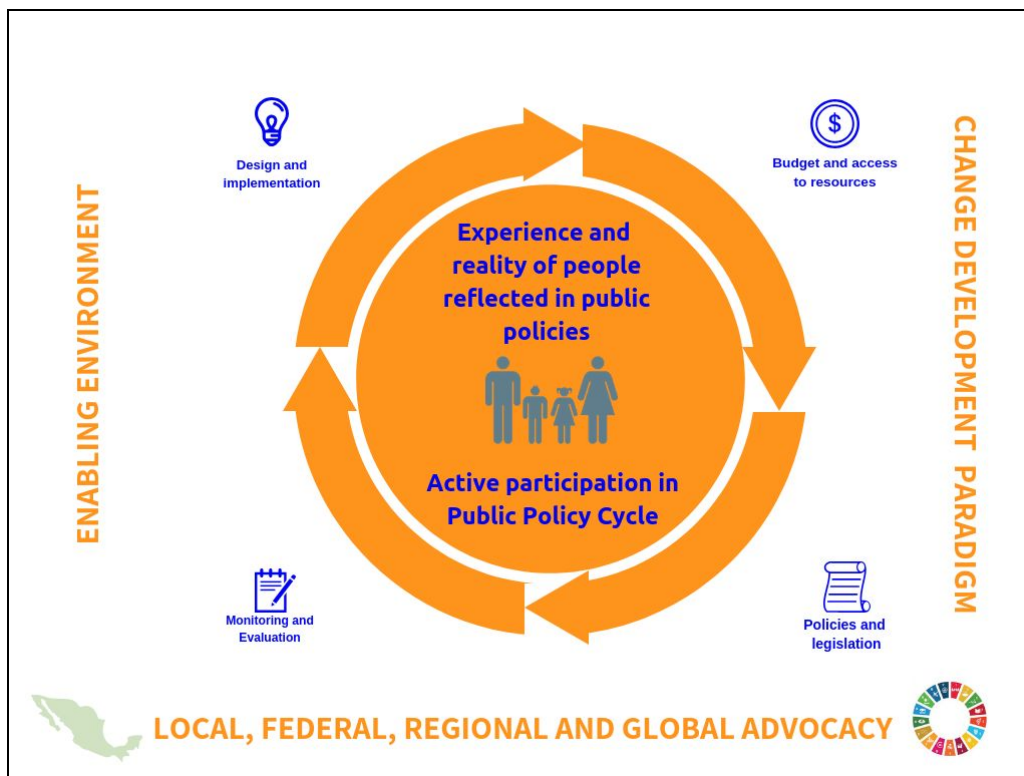 Design and
implementation
$
Budget and access
to resources
ENABLING ENVIRONMENT
CHANGE DEVELOPMENT PARADIGM
Experience and
reality of people
reflected in public
policies
Active participation in
Public Policy Cycle
Monitoring and
Evaluation
Policies and
legislation
LOCAL, FEDERAL, REGIONAL AND GLOBAL ADVOCACY